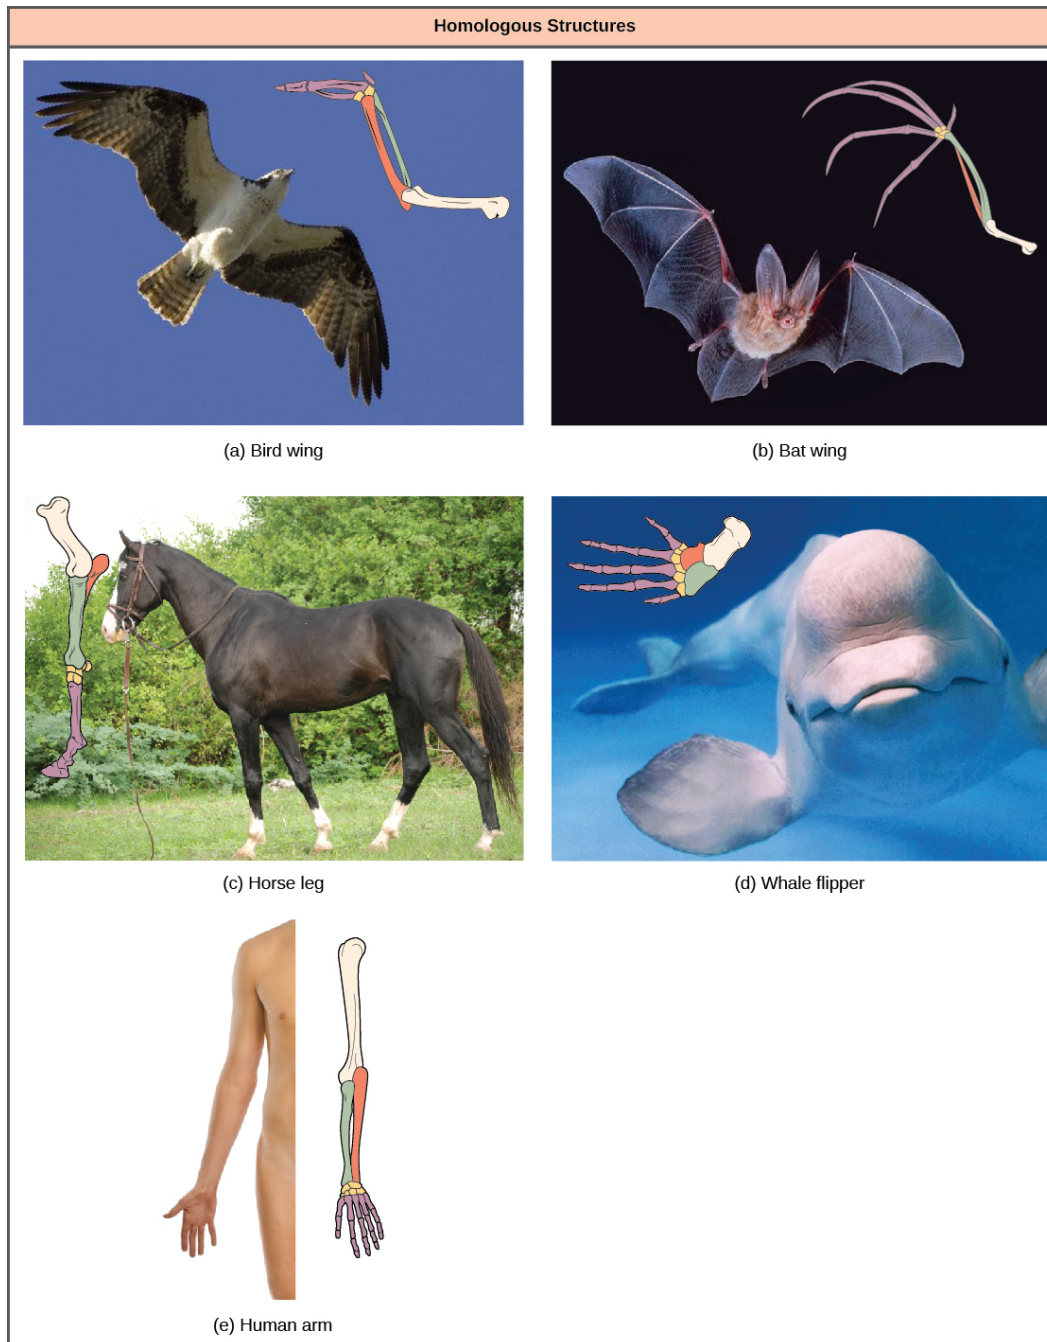 Homologous Structures
(a) Bird wing
(b) Bat wing
(c) Horse leg
(d) Whale flipper
(e) Human arm